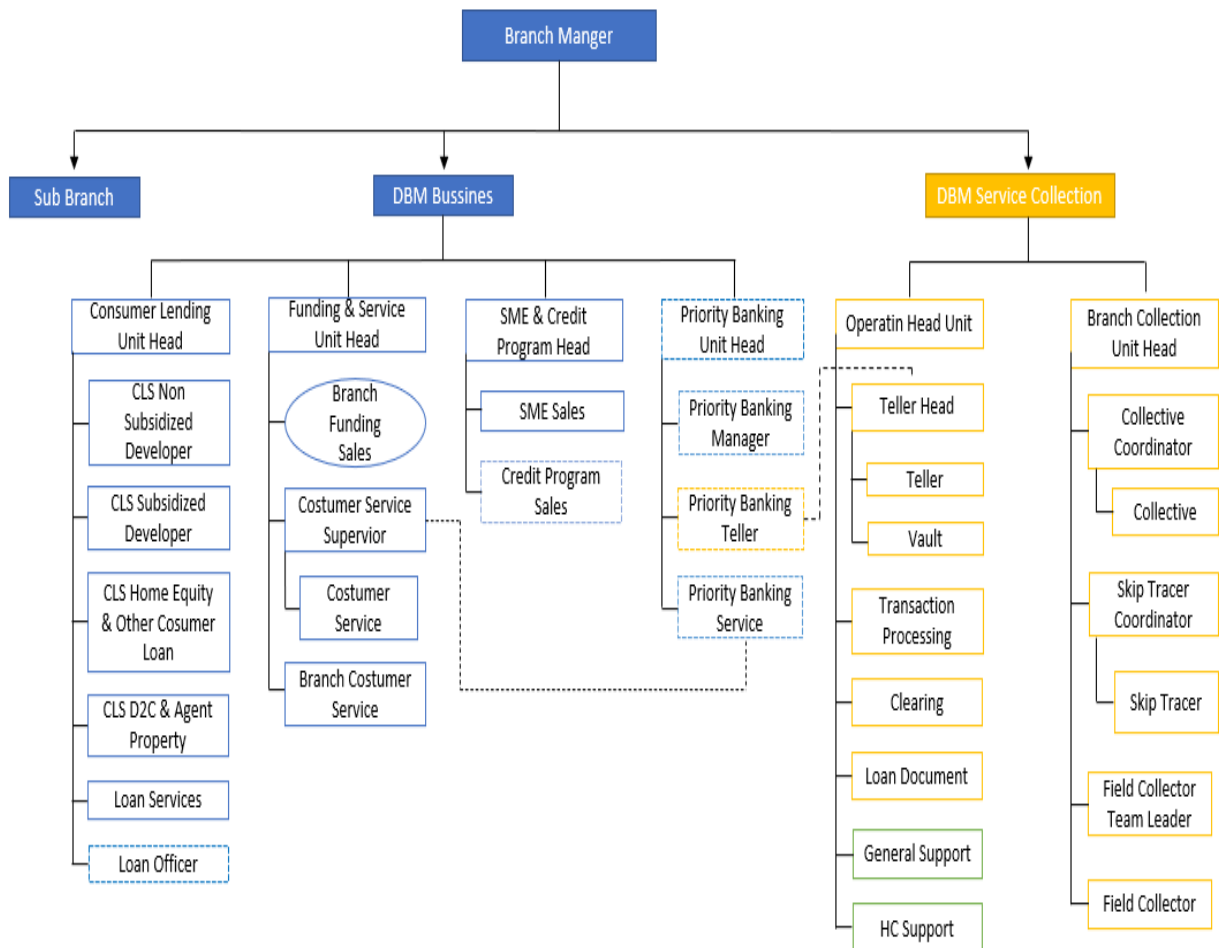 Branch Manger
Sub Branch
DBM Bussines
DBM Service Collection
Consumer Lending
Unit Head
CLS Non
Subsidized
Developer
CLS Subsidized
Developer
CLS Home Equity
& Other Cosumer
Loan
CLS D2C & Agent
Property
Loan Services
Loan Officer
Funding & Service
Unit Head
Branch
Funding
Sales
Costumer Service
Supervior
Costumer
Service
Branch Costumer
Service
SME & Credit
Program Head
SME Sales
Credit Program
Sales
Priority Banking
Unit Head
Priority Banking
Manager
Priority Banking
Teller
Priority Banking
Service
Operatin Head Unit
Teller Head
Teller
Vault
Transaction
Processing
Clearing
Loan Document
General Support
HC Support
Branch Collection
Unit Head
Collective
Coordinator
Collective
Skip Tracer
Coordinator
Skip Tracer
Field Collector
Team Leader
Field Collector